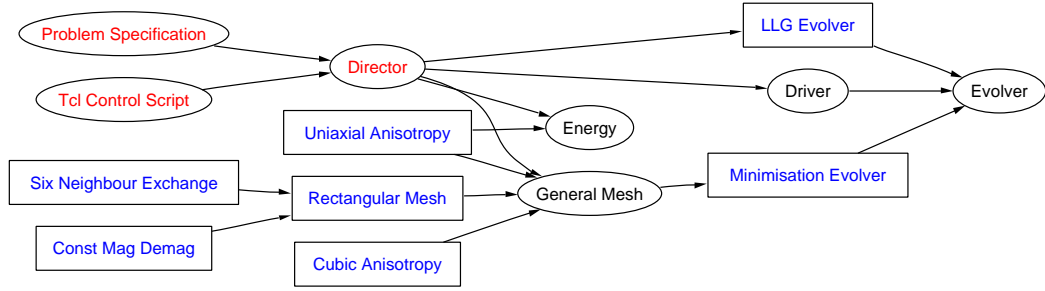 Problem Specification
LLG Evolver
Director
Tcl Control Script
Driver
Evolver
Uniaxial Anisotropy
Energy
Six Neighbour Exchange
Rectangular Mesh
General Mesh
Minimisation Evolver
Const Mag Demag
Cubic Anisotropy